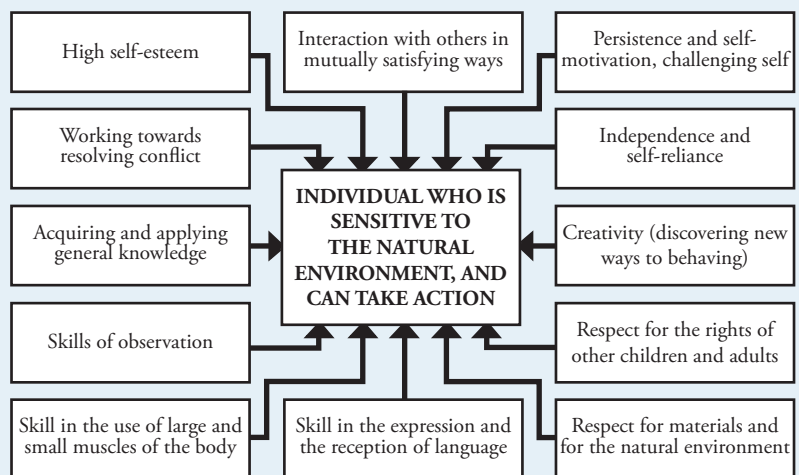 High self-esteem
Interaction with others in
mutually satisfying ways
Persistence and self-
motivation, challenging self
Working towards
resolving conflict
Independence and
self-reliance
INDIVIDUAL WHO IS
SENSITIVE TO
THE NATURAL
ENVIRONMENT, AND
CAN TAKE ACTION
Acquiring and applying
general knowledge
Creativity (discovering new
ways to behaving)
Skills of observation
Respect for the rights of
other children and adults
Skill in the use of large and
small muscles of the body
Skill in the expression and
the reception of language
Respect for materials and
for the natural environment